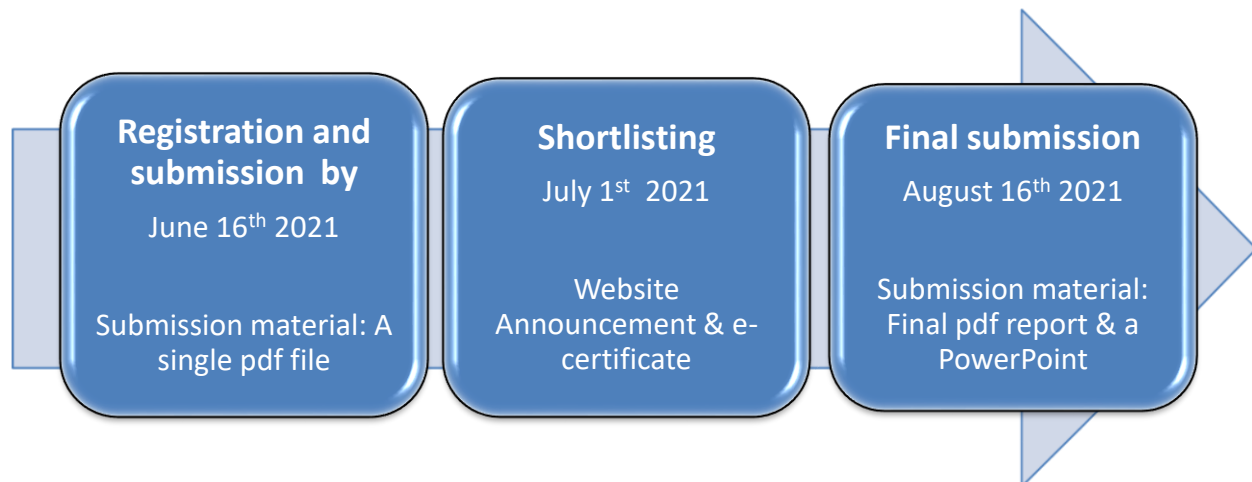 Registration and
submission by
June 16th 2021
Submission material: A
single pdf file
Shortlisting
July 1st 2021
Website
Announcement & e-
certificate
Final submission
August 16th 2021
Submission material:
Final pdf report & a
PowerPoint